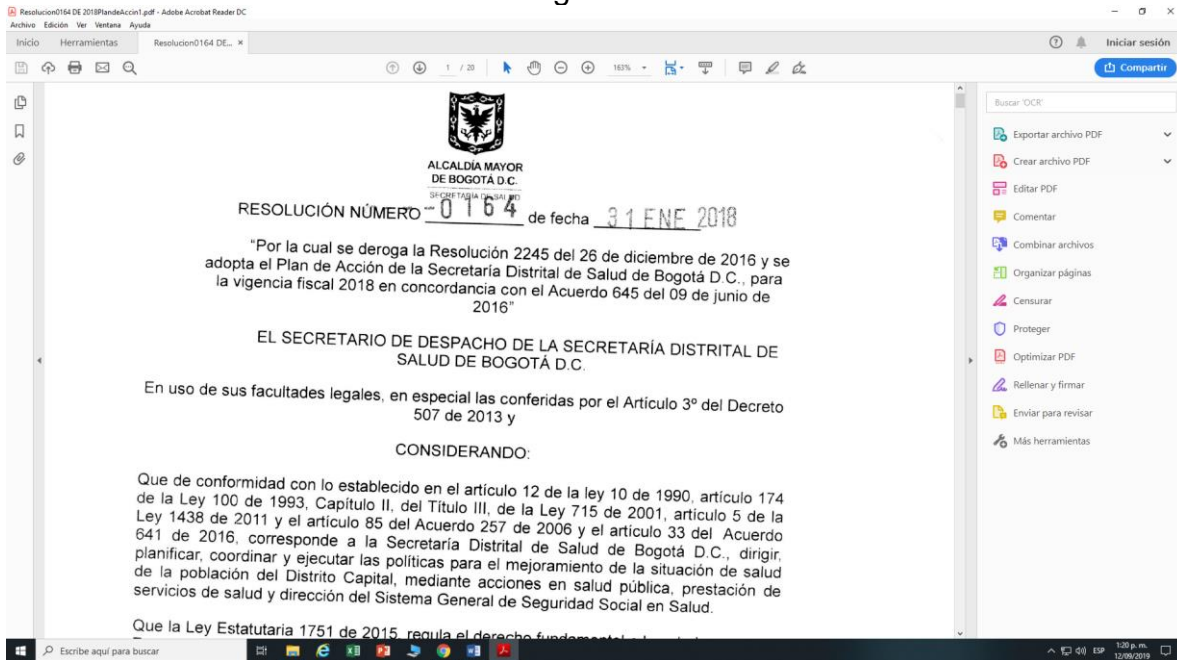 Resolucion0164 DE 2018PlandeAccin1.pdf - Adobe Acrobat Reader DC
Archivo Edición Ver Ventana Ayuda
Inicio Herramientas Resolucion0164 DE... ×
Iniciar sesión
1 / 20 163%
Compartir
ALCALDÍA MAYOR
DE BOGOTÁ D.C.
SECRETARÍA DE SALUD
RESOLUCIÓN NÚMERO 0164 de fecha 31 ENE 2018
"Por la cual se deroga la Resolución 2245 del 26 de diciembre de 2016 y se
adopta el Plan de Acción de la Secretaría Distrital de Salud de Bogotá D.C., para
la vigencia fiscal 2018 en concordancia con el Acuerdo 645 del 09 de junio de
2016"
EL SECRETARIO DE DESPACHO DE LA SECRETARÍA DISTRITAL DE
SALUD DE BOGOTÁ D.C.
En uso de sus facultades legales, en especial las conferidas por el Artículo 3º del Decreto
507 de 2013 y
CONSIDERANDO:
Que de conformidad con lo establecido en el artículo 12 de la ley 10 de 1990, artículo 174
de la Ley 100 de 1993, Capítulo II, del Título III, de la Ley 715 de 2001, artículo 5 de la
Ley 1438 de 2011 y el artículo 85 del Acuerdo 257 de 2006 y el artículo 33 del Acuerdo
641 de 2016, corresponde a la Secretaría Distrital de Salud de Bogotá D.C., dirigir,
planificar, coordinar y ejecutar las políticas para el mejoramiento de la situación de salud
de la población del Distrito Capital, mediante acciones en salud pública, prestación de
servicios de salud y dirección del Sistema General de Seguridad Social en Salud.
Que la Ley Estatutaria 1751 de 2015, regula el derecho fundamental
Buscar 'OCR'
Exportar archivo PDF
Crear archivo PDF
Editar PDF
Comentar
Combinar archivos
Organizar páginas
Censurar
Proteger
Optimizar PDF
Rellenar y firmar
Enviar para revisar
Más herramientas
Escribe aquí para buscar
ESP
1:20 p. m.
12/09/2019